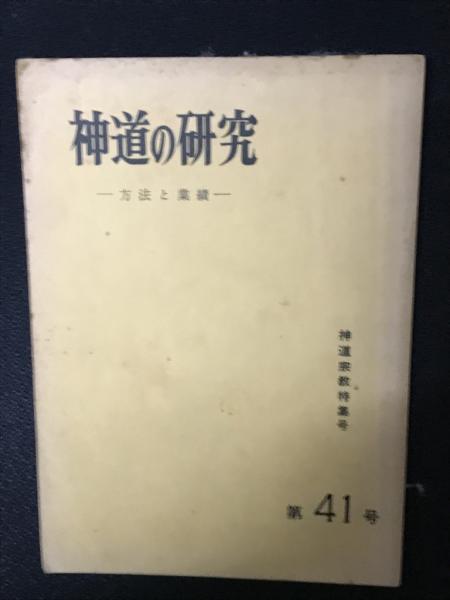 神道の研究
―方法と業績―
神道宗教特集号
第41号